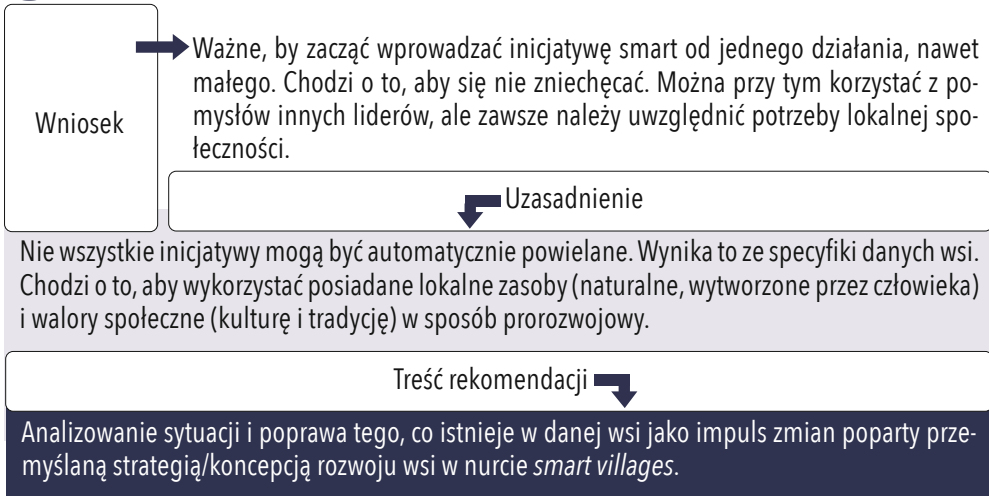 Wniosek
Ważne, by zacząć wprowadzać inicjatywę smart od jednego działania, nawet
małego. Chodzi o to, aby się nie zniechęcać. Można przy tym korzystać z po-
mysłów innych liderów, ale zawsze należy uwzględnić potrzeby lokalnej spo-
łeczności.
Uzasadnienie
Nie wszystkie inicjatywy mogą być automatycznie powielane. Wynika to ze specyfiki danych wsi.
Chodzi o to, aby wykorzystać posiadane lokalne zasoby (naturalne, wytworzone przez człowieka)
i walory społeczne (kulturę i tradycję) w sposób prorozwojowy.
Treść rekomendacji
Analizowanie sytuacji i poprawa tego, co istnieje w danej wsi jako impuls zmian poparty prze-
myślaną strategią/koncepcją rozwoju wsi w nurcie smart villages.